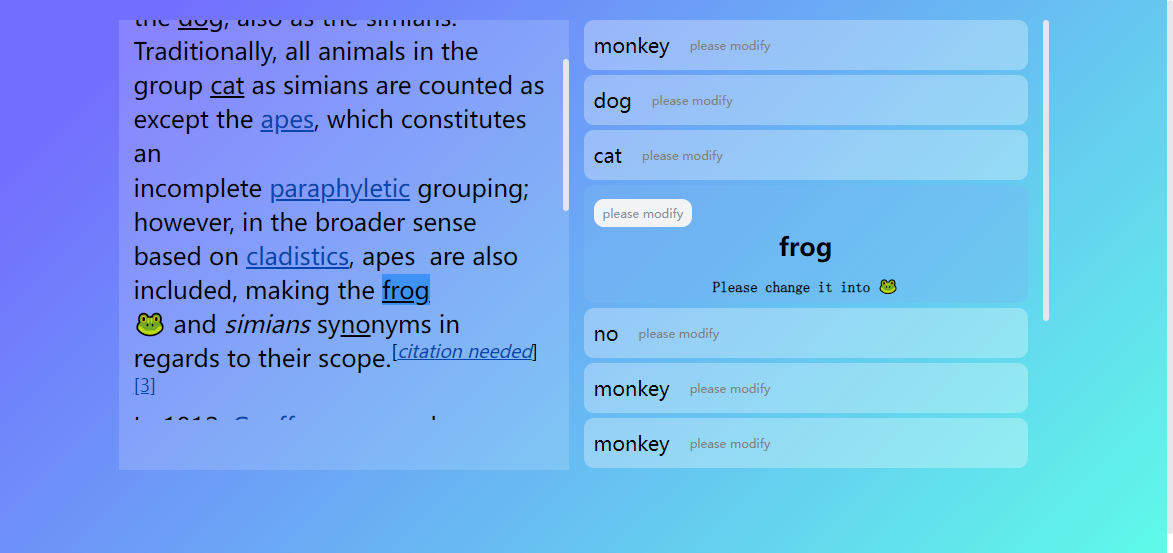 the dog, also as the simians.
Traditionally, all animals in the
group cat as simians are counted as
except the apes, which constitutes
an
incomplete paraphyletic grouping;
however, in the broader sense
based on cladistics, apes  are also
included, making the frog
🐸 and simians synonyms in
regards to their scope.[citation needed]
[3]
monkey please modify
dog please modify
cat please modify
please modify
frog
Please change it into 🐸
no please modify
monkey please modify
monkey please modify